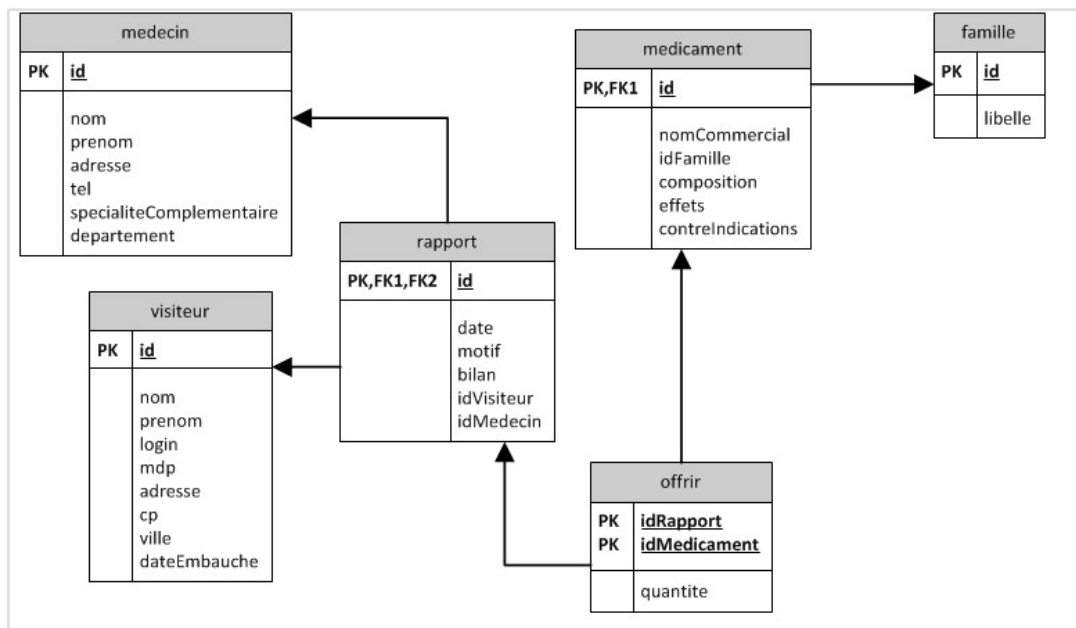 medecin
PK id
nom
prenom
adresse
tel
specialiteComplementaire
departement
medicament
PK,FK1 id
nomCommercial
idFamille
composition
effets
contreIndications
famille
PK id
libelle
rapport
PK,FK1,FK2 id
date
motif
bilan
idVisiteur
idMedecin
visiteur
PK id
nom
prenom
login
mdp
adresse
cp
ville
dateEmbauche
offrir
PK idRapport
PK idMedicament
quantite